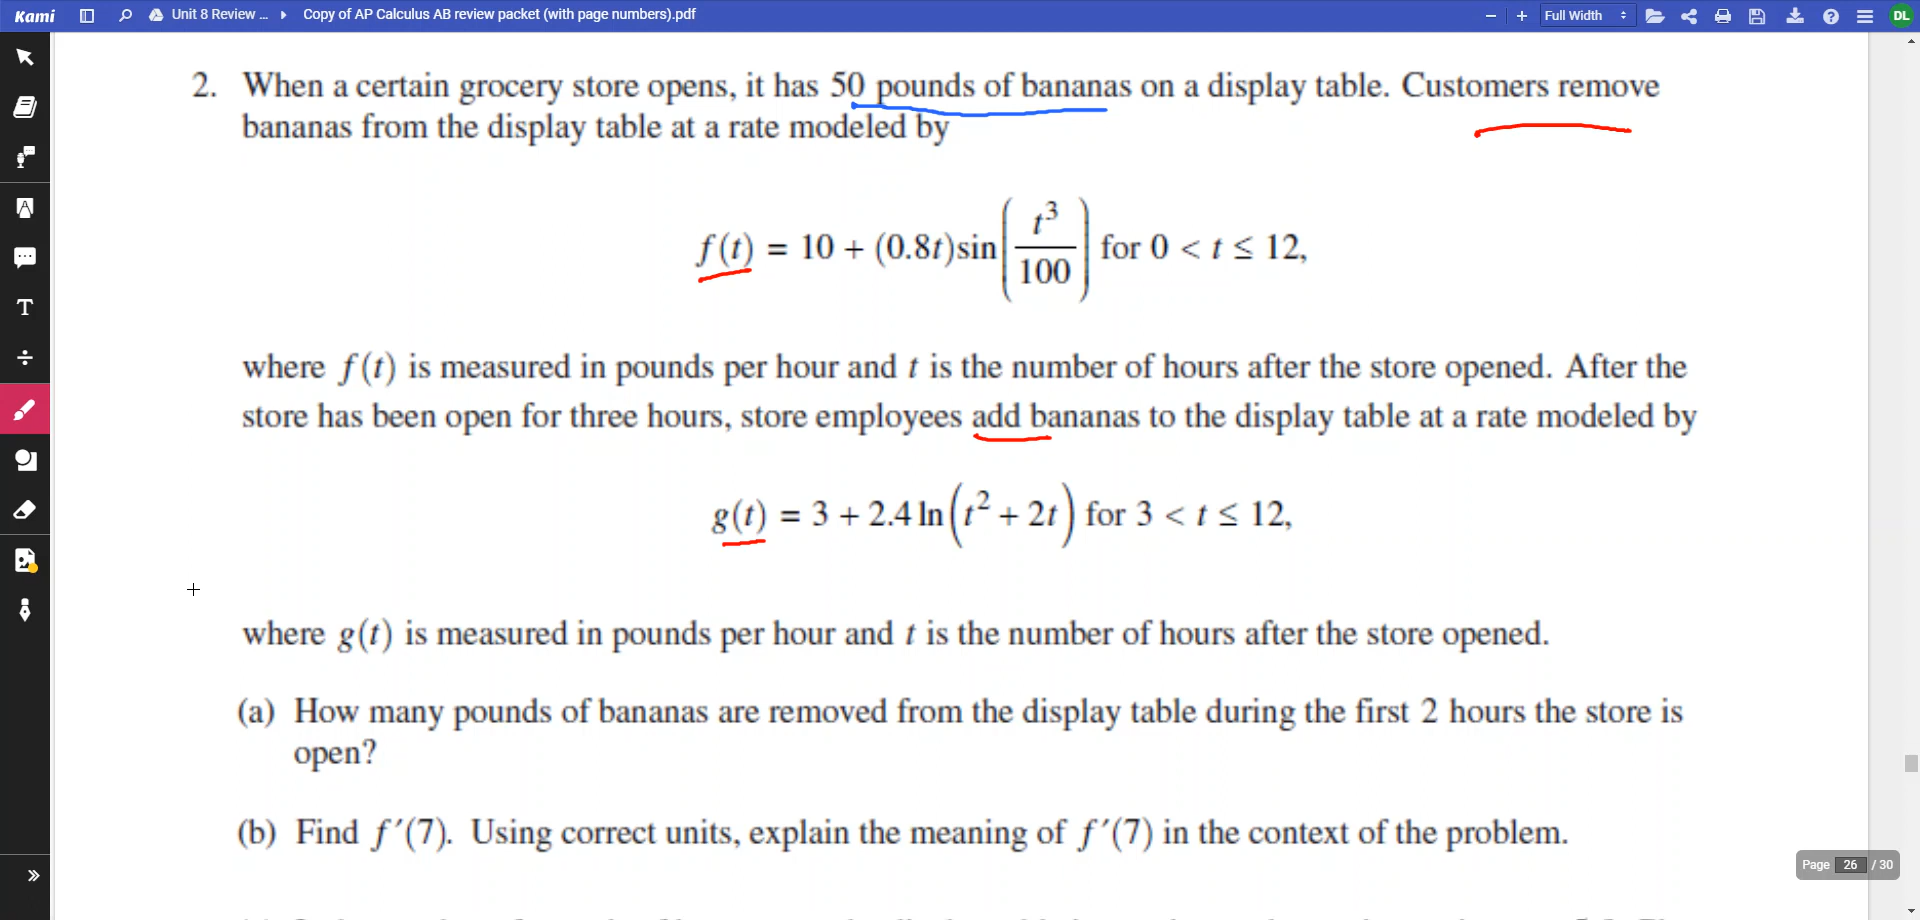 Kami Unit 8 Review ... Copy of AP Calculus AB review packet (with page numbers).pdf Full Width DL
2. When a certain grocery store opens, it has 50 pounds of bananas on a display table. Customers remove
bananas from the display table at a rate modeled by
f(t) = 10 + (0.8t)sin(t³/100) for 0 < t ≤ 12,
where f(t) is measured in pounds per hour and t is the number of hours after the store opened. After the
store has been open for three hours, store employees add bananas to the display table at a rate modeled by
g(t) = 3 + 2.4 ln(t² + 2t) for 3 < t ≤ 12,
where g(t) is measured in pounds per hour and t is the number of hours after the store opened.
(a) How many pounds of bananas are removed from the display table during the first 2 hours the store is
open?
(b) Find f′(7). Using correct units, explain the meaning of f′(7) in the context of the problem.
Page 26 / 30